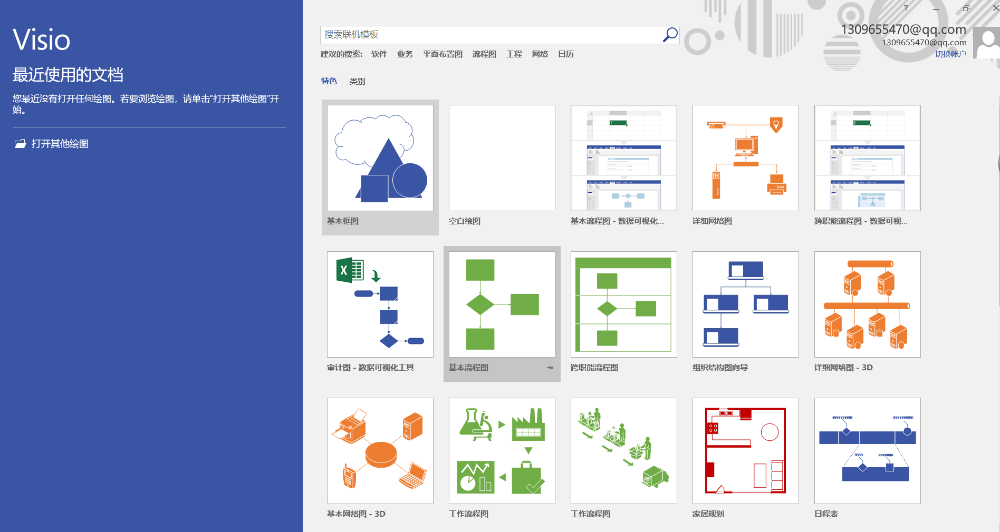 ?
Visio
最近使用的文档
您最近没有打开任何绘图。若要浏览绘图，请单击“打开其他绘图”开
始。
打开其他绘图
搜索联机模板
1309655470@qq.com
1309655470@qq.com
切换帐户
建议的搜索: 软件 业务 平面布置图 流程图 工程 网络 日历
特色 类别
基本框图 空白绘图 基本流程图 - 数据可视化... 详细网络图 跨职能流程图 - 数据可视...
X
审计图 - 数据可视化工具 基本流程图 跨职能流程图 组织结构图向导 详细网络图 - 3D
基本网络图 - 3D 工作流程图 工作流程图 家居规划 日程表